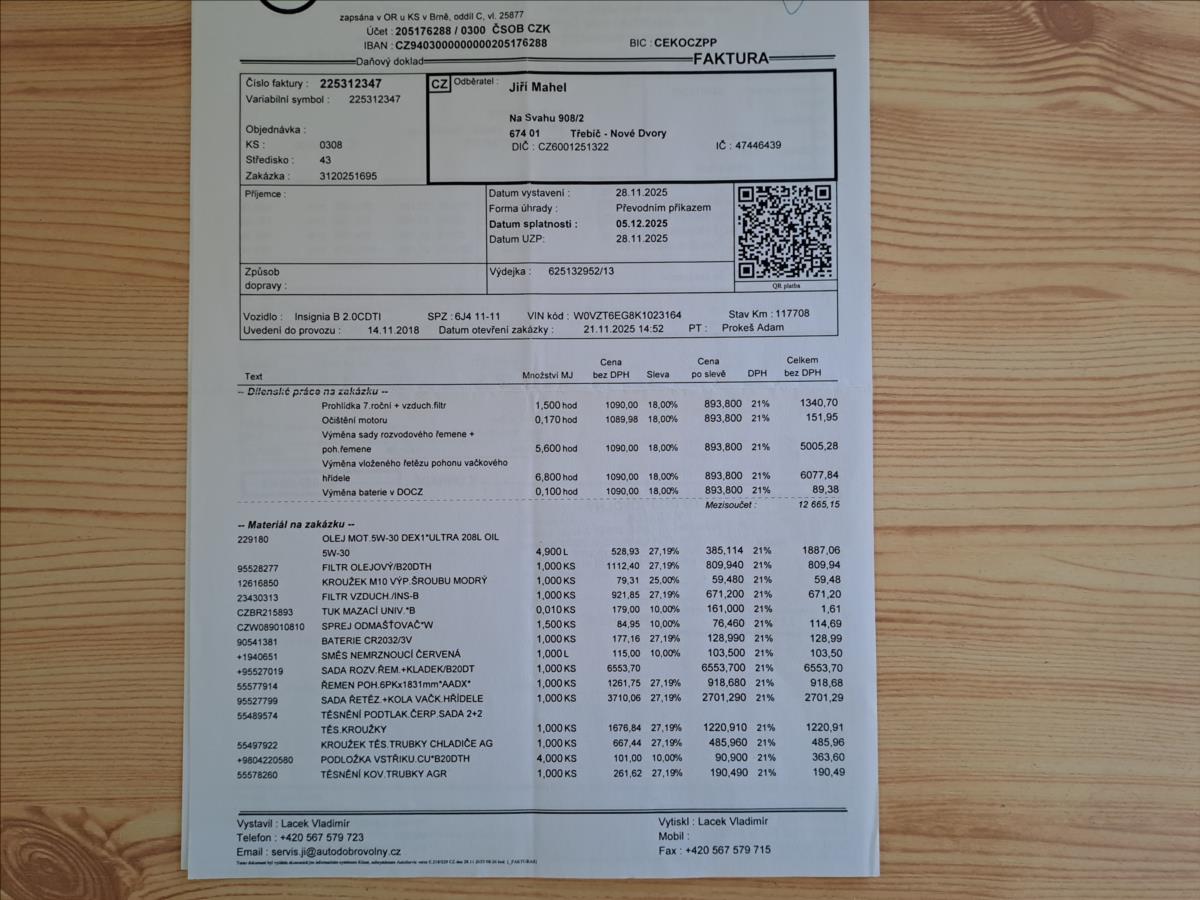 zapsána v OR u KS v Brně, oddíl C, vl. 25877
Účet : 205176288 / 0300 ČSOB CZK
IBAN : CZ9403000000000205176288 BIC : CEKOCZPP
Daňový doklad FAKTURA
Číslo faktury : 225312347
Variabilní symbol : 225312347
Objednávka :
KS : 0308
Středisko : 43
Zakázka : 3120251695
CZ Odběratel : Jiří Mahel
Na Svahu 908/2
674 01 Třebíč - Nové Dvory
DIČ : CZ6001251322 IČ : 47446439
Příjemce :
Datum vystavení : 28.11.2025
Forma úhrady : Převodním příkazem
Datum splatnosti : 05.12.2025
Datum UZP: 28.11.2025
QR platba
Způsob
dopravy :
Výdejka : 625132952/13
Vozidlo : Insignia B 2.0CDTI SPZ : 6J4 11-11 VIN kód : W0VZT6EG8K1023164 Stav Km : 117708
Uvedení do provozu : 14.11.2018 Datum otevření zakázky : 21.11.2025 14:52 PT : Prokeš Adam
Text Množství MJ Cena bez DPH Sleva Cena po slevě DPH Celkem bez DPH
-- Dílenské práce na zakázku --
Prohlídka 7.roční + vzduch.filtr 1,500 hod 1090,00 18,00% 893,800 21% 1340,70
Očištění motoru 0,170 hod 1089,98 18,00% 893,800 21% 151,95
Výměna sady rozvodového řemene +
poh.řemene 5,600 hod 1090,00 18,00% 893,800 21% 5005,28
Výměna vloženého řetězu pohonu vačkového
hřídele 6,800 hod 1090,00 18,00% 893,800 21% 6077,84
Výměna baterie v DOCZ 0,100 hod 1090,00 18,00% 893,800 21% 89,38
Mezisoučet : 12 665,15
-- Materiál na zakázku --
229180 OLEJ MOT.5W-30 DEX1*ULTRA 208L OIL
5W-30 4,900 L 528,93 27,19% 385,114 21% 1887,06
95528277 FILTR OLEJOVÝ/B20DTH 1,000 KS 1112,40 27,19% 809,940 21% 809,94
12616850 KROUŽEK M10 VÝP.ŠROUBU MODRÝ 1,000 KS 79,31 25,00% 59,480 21% 59,48
23430313 FILTR VZDUCH./INS-B 1,000 KS 921,85 27,19% 671,200 21% 671,20
CZBR215893 TUK MAZACÍ UNIV.*B 0,010 KS 179,00 10,00% 161,000 21% 1,61
CZW089010810 SPREJ ODMAŠŤOVAČ*W 1,500 KS 84,95 10,00% 76,460 21% 114,69
90541381 BATERIE CR2032/3V 1,000 KS 177,16 27,19% 128,990 21% 128,99
+1940651 SMĚS NEMRZNOUCÍ ČERVENÁ 1,000 L 115,00 10,00% 103,500 21% 103,50
+95527019 SADA ROZV.ŘEM.+KLADEK/B20DT 1,000 KS 6553,70 6553,700 21% 6553,70
55577914 ŘEMEN POH.6PKx1831mm*AADX* 1,000 KS 1261,75 27,19% 918,680 21% 918,68
95527799 SADA ŘETĚZ.+KOLA VAČK.HŘÍDELE 1,000 KS 3710,06 27,19% 2701,290 21% 2701,29
55489574 TĚSNĚNÍ PODTLAK.ČERP.SADA 2+2
TĚS.KROUŽKY 1,000 KS 1676,84 27,19% 1220,910 21% 1220,91
55497922 KROUŽEK TĚS.TRUBKY CHLADIČE AG 1,000 KS 667,44 27,19% 485,960 21% 485,96
+9804220580 PODLOŽKA VSTŘIKU.CU*B20DTH 4,000 KS 101,00 10,00% 90,900 21% 363,60
55578260 TĚSNĚNÍ KOV.TRUBKY AGR 1,000 KS 261,62 27,19% 190,490 21% 190,49
Vystavil : Lacek Vladimír Vytiskl : Lacek Vladimír
Telefon : +420 567 579 723 Mobil :
Email : servis.ji@autodobrovolny.cz Fax : +420 567 579 715